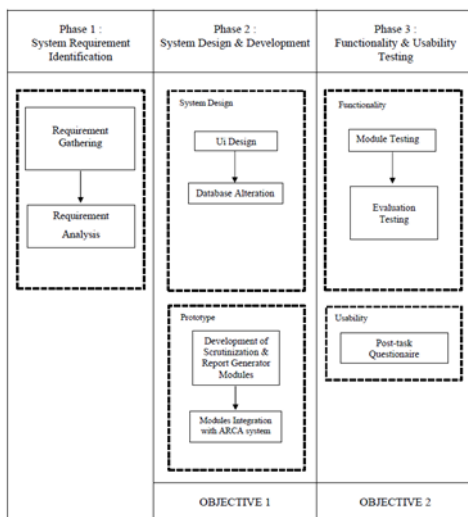 Phase 1 :
System Requirement
Identification
Phase 2 :
System Design & Development
Phase 3 :
Functionality & Usability
Testing
Requirement
Gathering
Requirement
Analysis
System Design
Ui Design
Database Alteration
Prototype
Development of
Scrutinization &
Report Generator
Modules
Modules Integration
with ARCA system
Functionality
Module Testing
Evaluation
Testing
Usability
Post-task
Questionaire
OBJECTIVE 1
OBJECTIVE 2